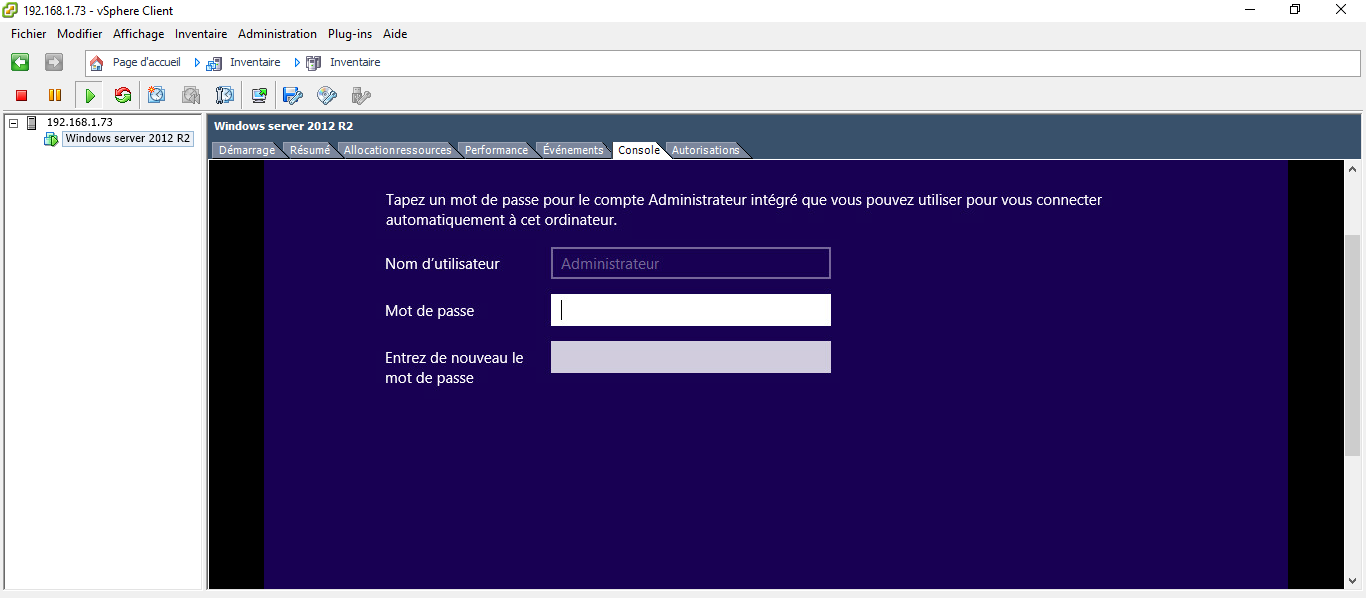 192.168.1.73 - vSphere Client
Fichier Modifier Affichage Inventaire Administration Plug-ins Aide
Page d'accueil Inventaire Inventaire
192.168.1.73
Windows server 2012 R2
Windows server 2012 R2
Démarrage Résumé Allocation ressources Performance Événements Console Autorisations
Tapez un mot de passe pour le compte Administrateur intégré que vous pouvez utiliser pour vous connecter
automatiquement à cet ordinateur.
Nom d’utilisateur Administrateur
Mot de passe
Entrez de nouveau le
mot de passe